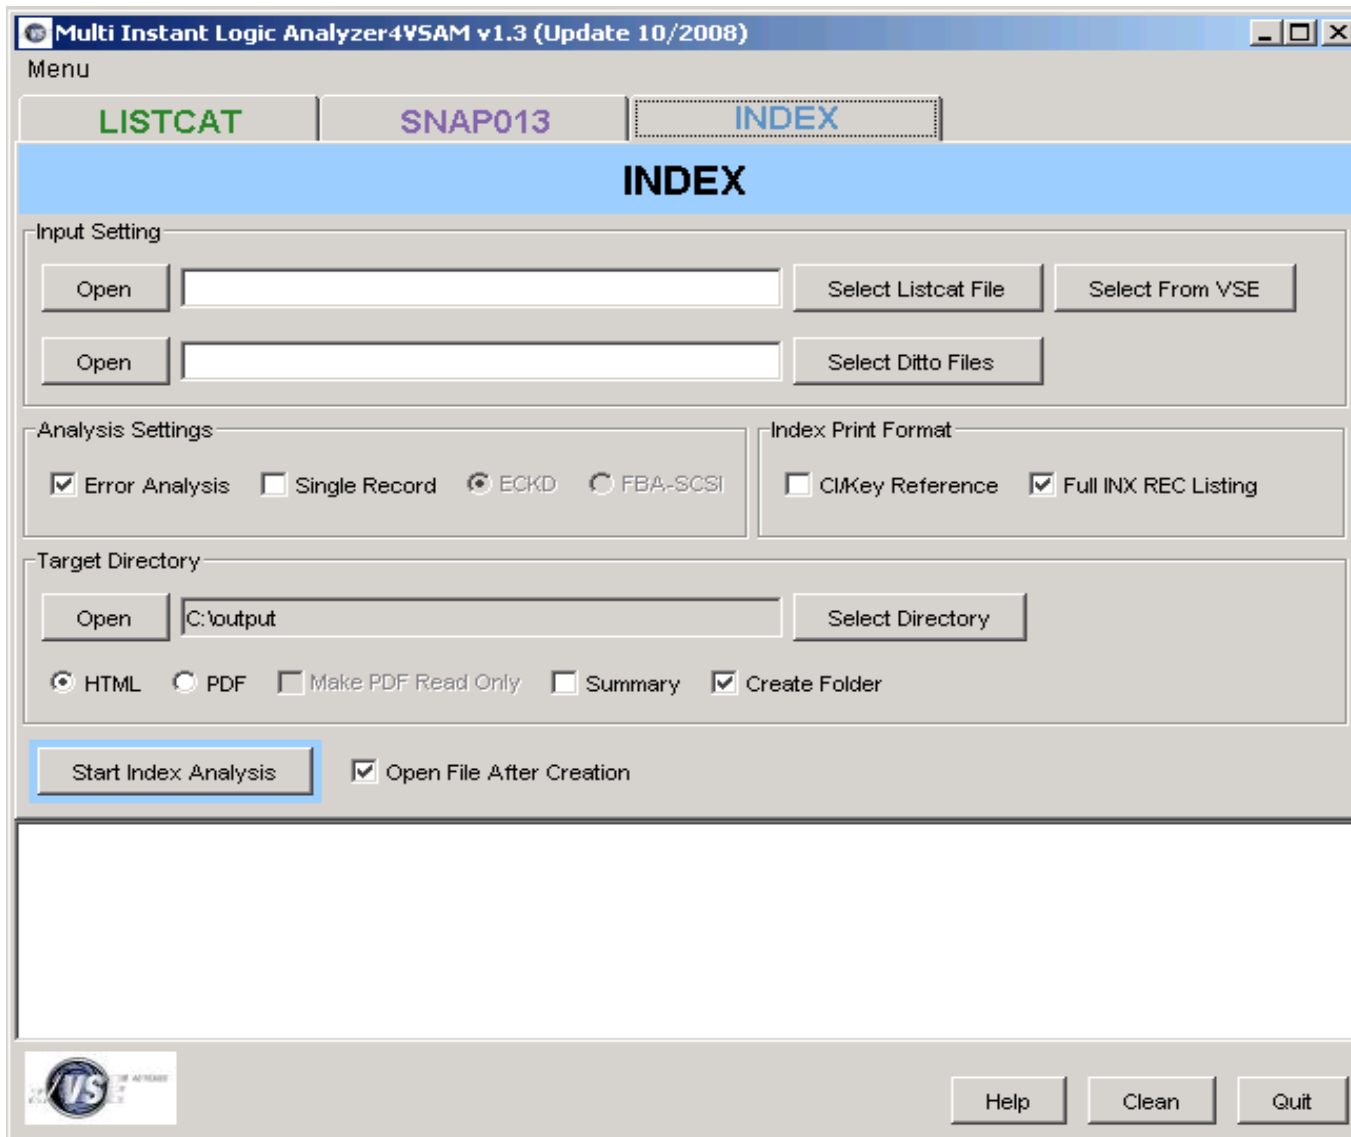 Multi Instant Logic Analyzer4VSAM v1.3 (Update 10/2008)
Menu
LISTCAT SNAP013 INDEX
INDEX
Input Setting
Open Select Listcat File Select From VSE
Open Select Ditto Files
Analysis Settings Index Print Format
Error Analysis Single Record ECKD FBA-SCSI CI/Key Reference Full INX REC Listing
Target Directory
Open C:\output Select Directory
HTML PDF Make PDF Read Only Summary Create Folder
Start Index Analysis Open File After Creation
VS
Help Clean Quit